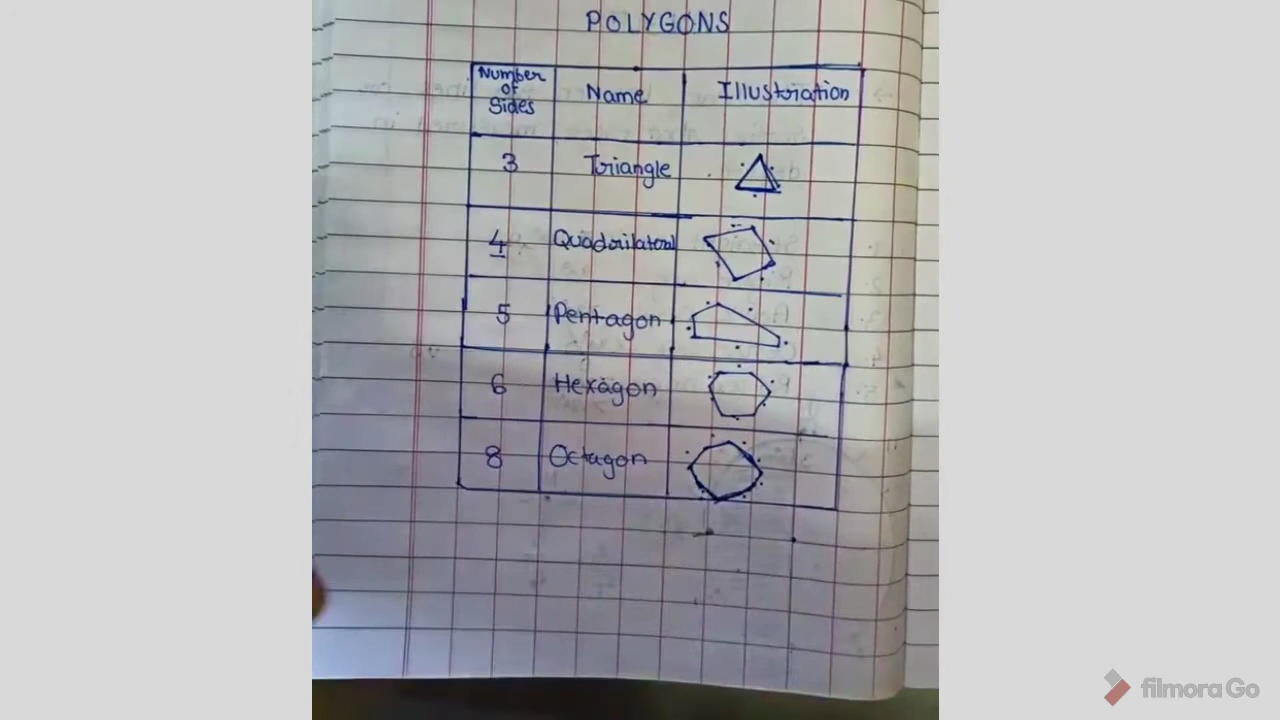 POLYGONS
Number of Sides Name Illustration
3 Triangle
4 Quadrilateral
5 Pentagon
6 Hexagon
8 Octagon
filmora Go